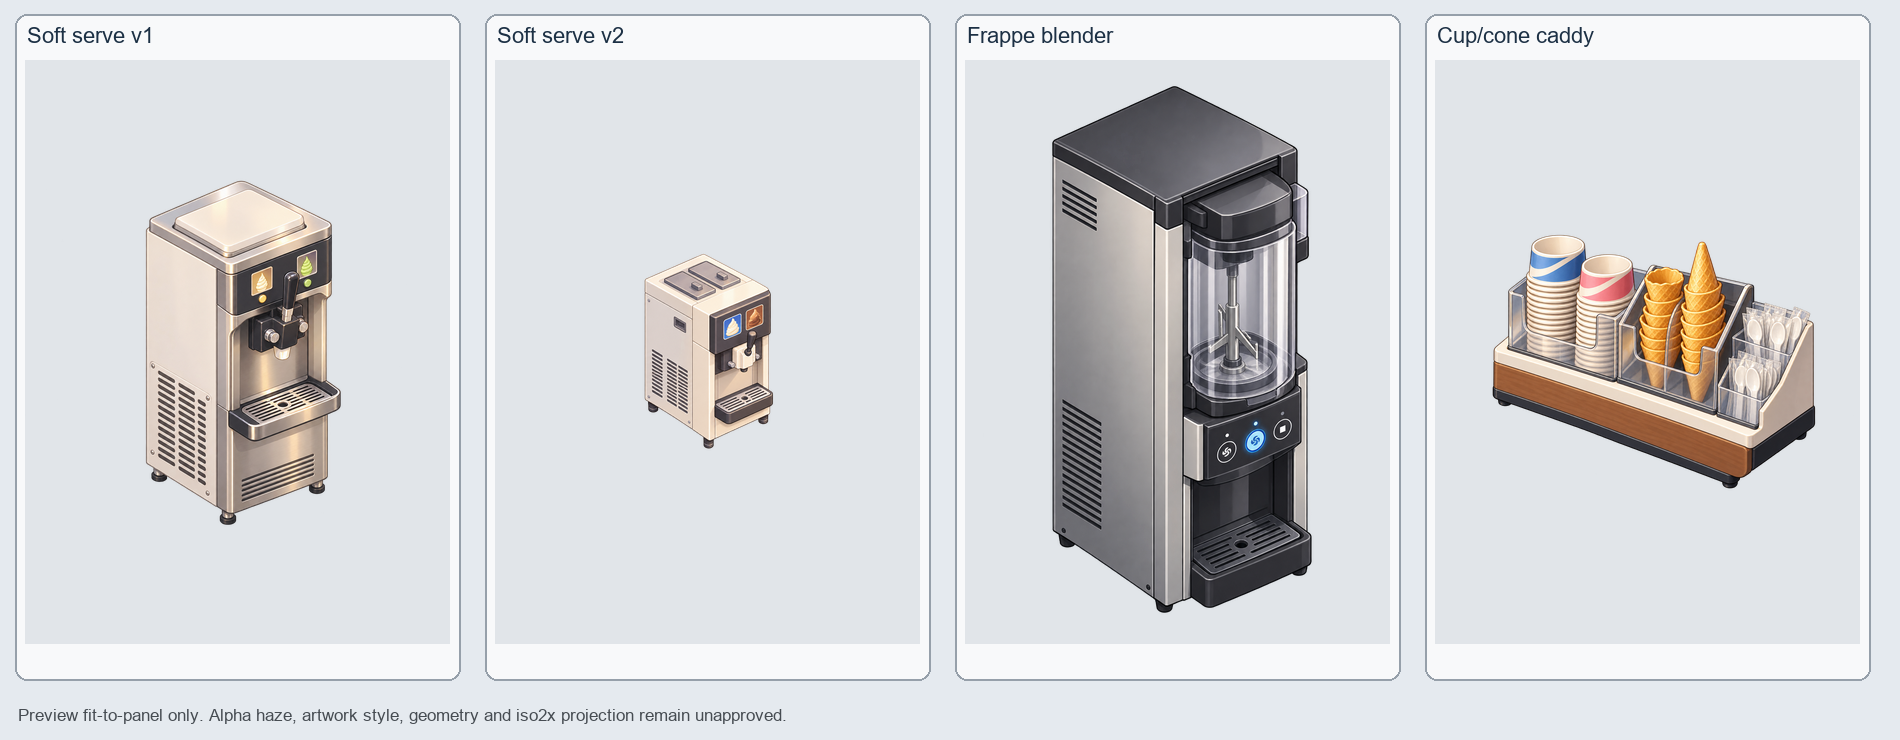 Soft serve v1
Soft serve v2
Frappe blender
Cup/cone caddy
Preview fit-to-panel only. Alpha haze, artwork style, geometry and iso2x projection remain unapproved.